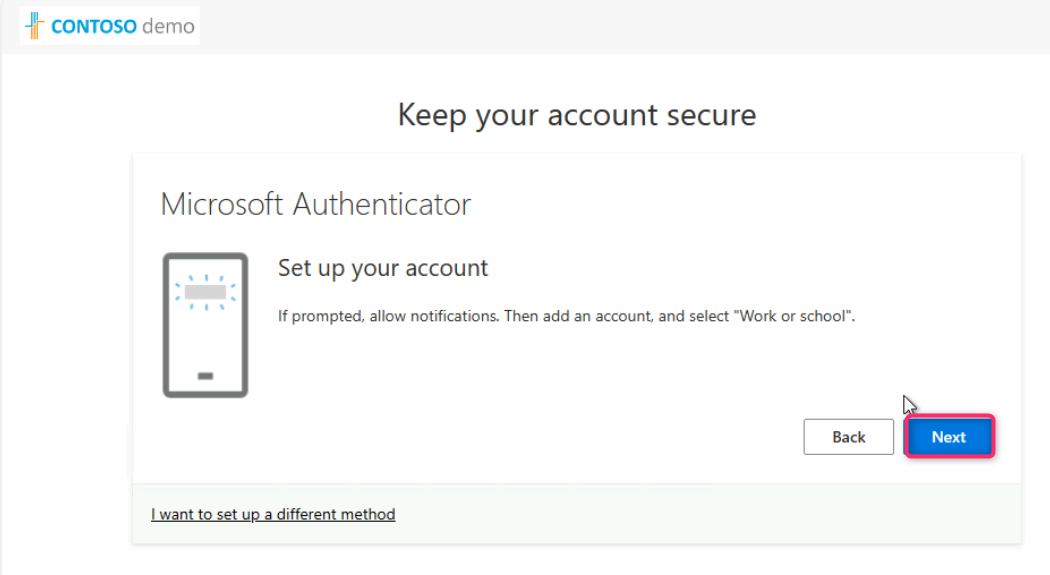 CONTOSO demo
Keep your account secure
Microsoft Authenticator
Set up your account
If prompted, allow notifications. Then add an account, and select "Work or school".
Back
Next
I want to set up a different method